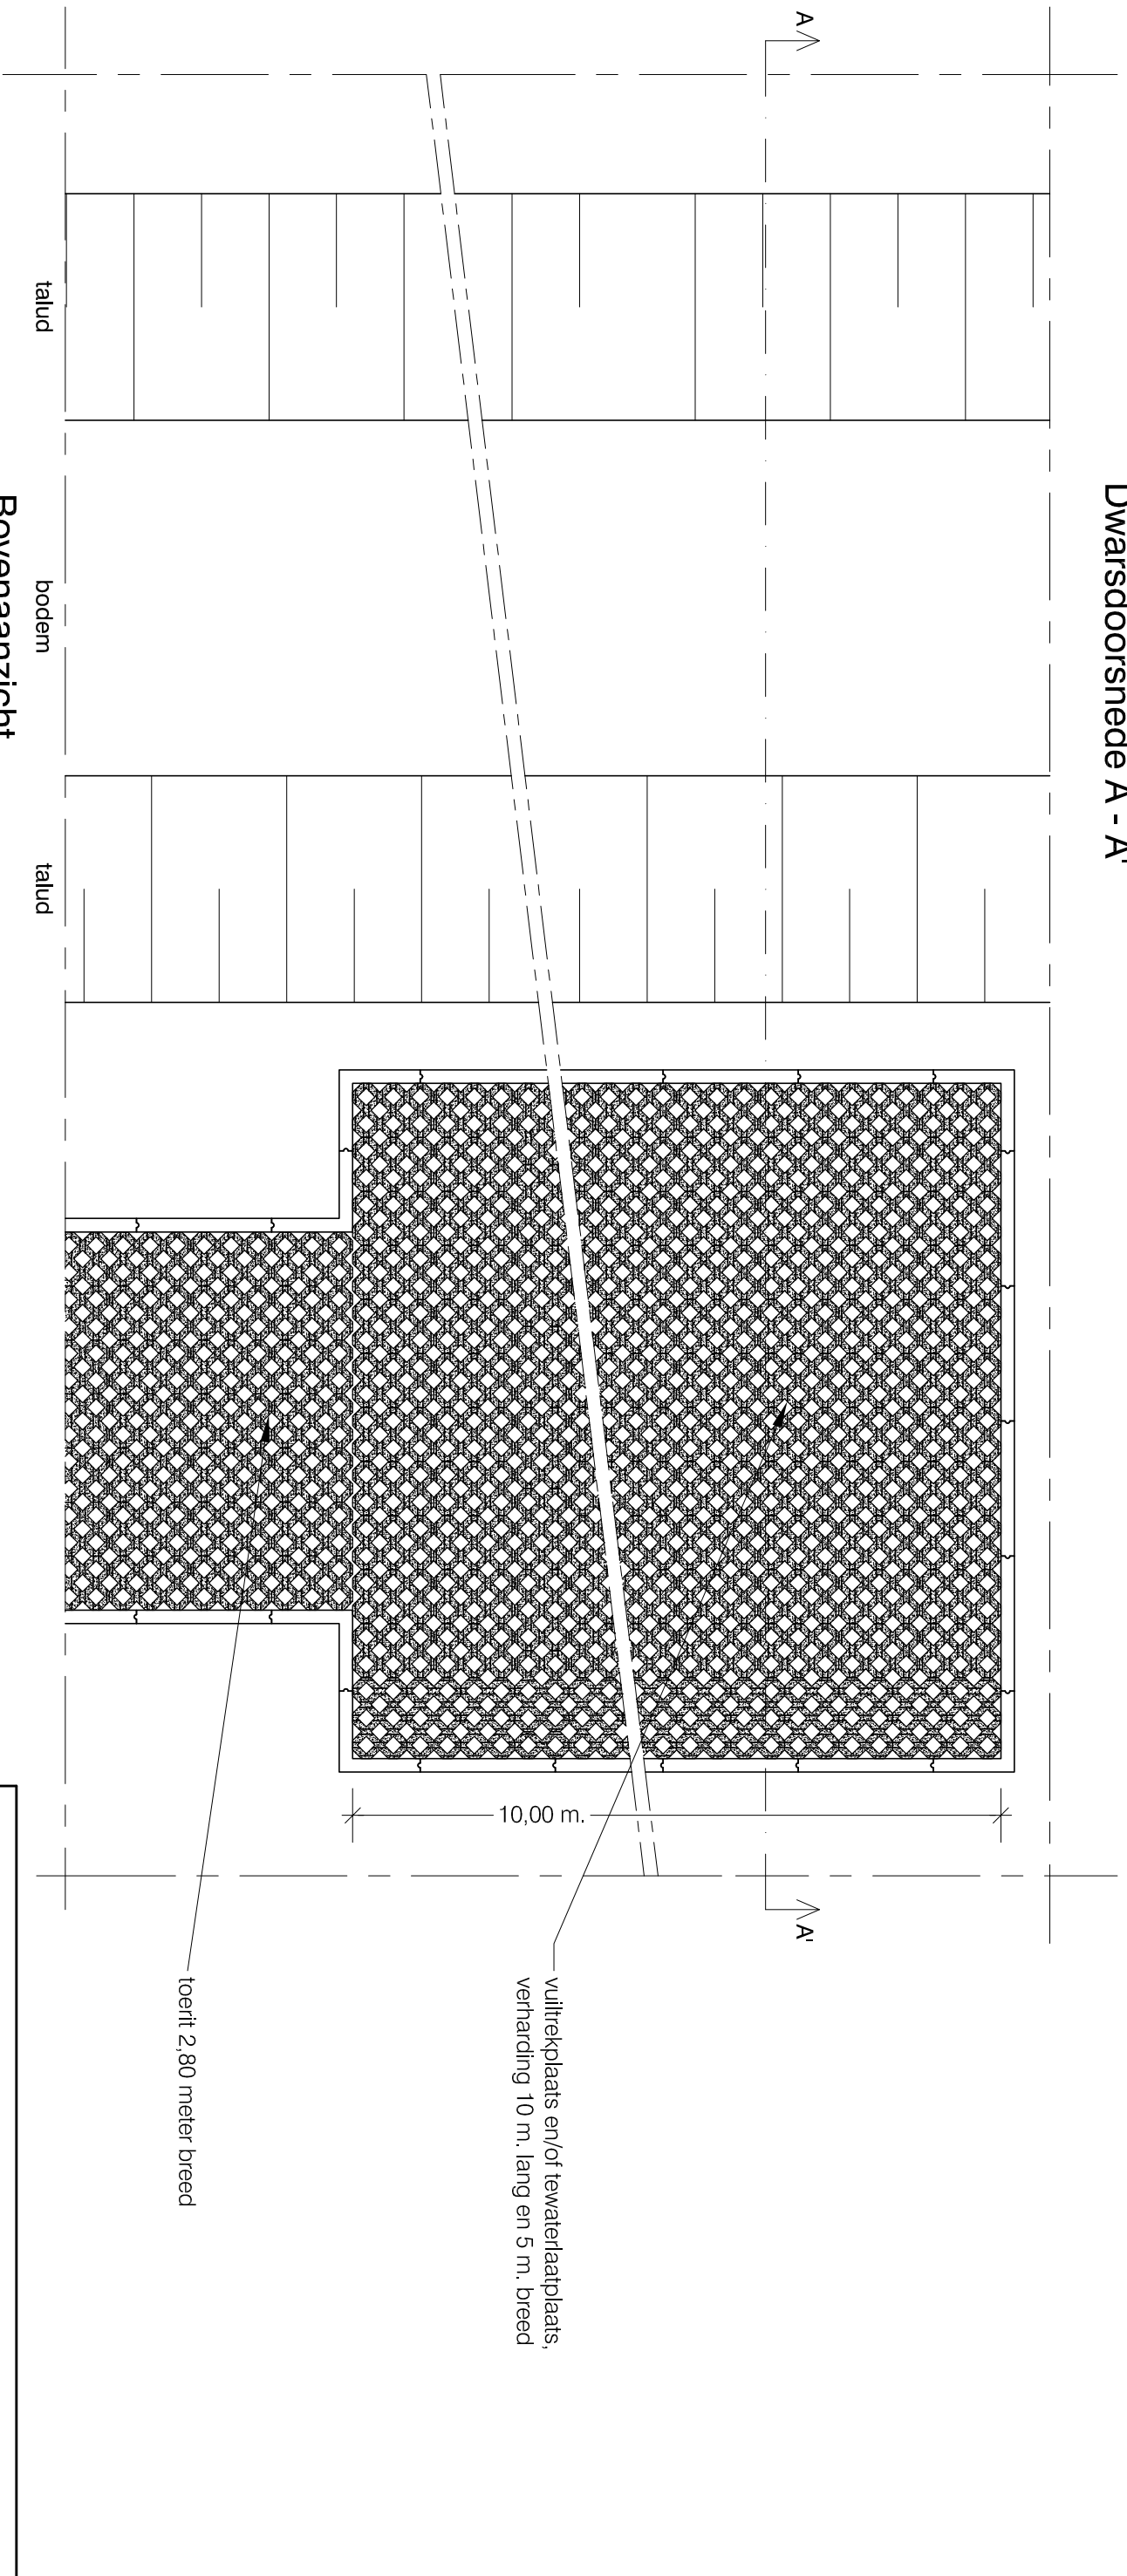 Dwarsdoorsnede A - A'
A
A'
10,00 m.
vuiltrekplaats en/of tewaterlaatplaats,
verharding 10 m. lang en 5 m. breed
toerit 2,80 meter breed
talud
bodem
talud
Bovenaanzicht